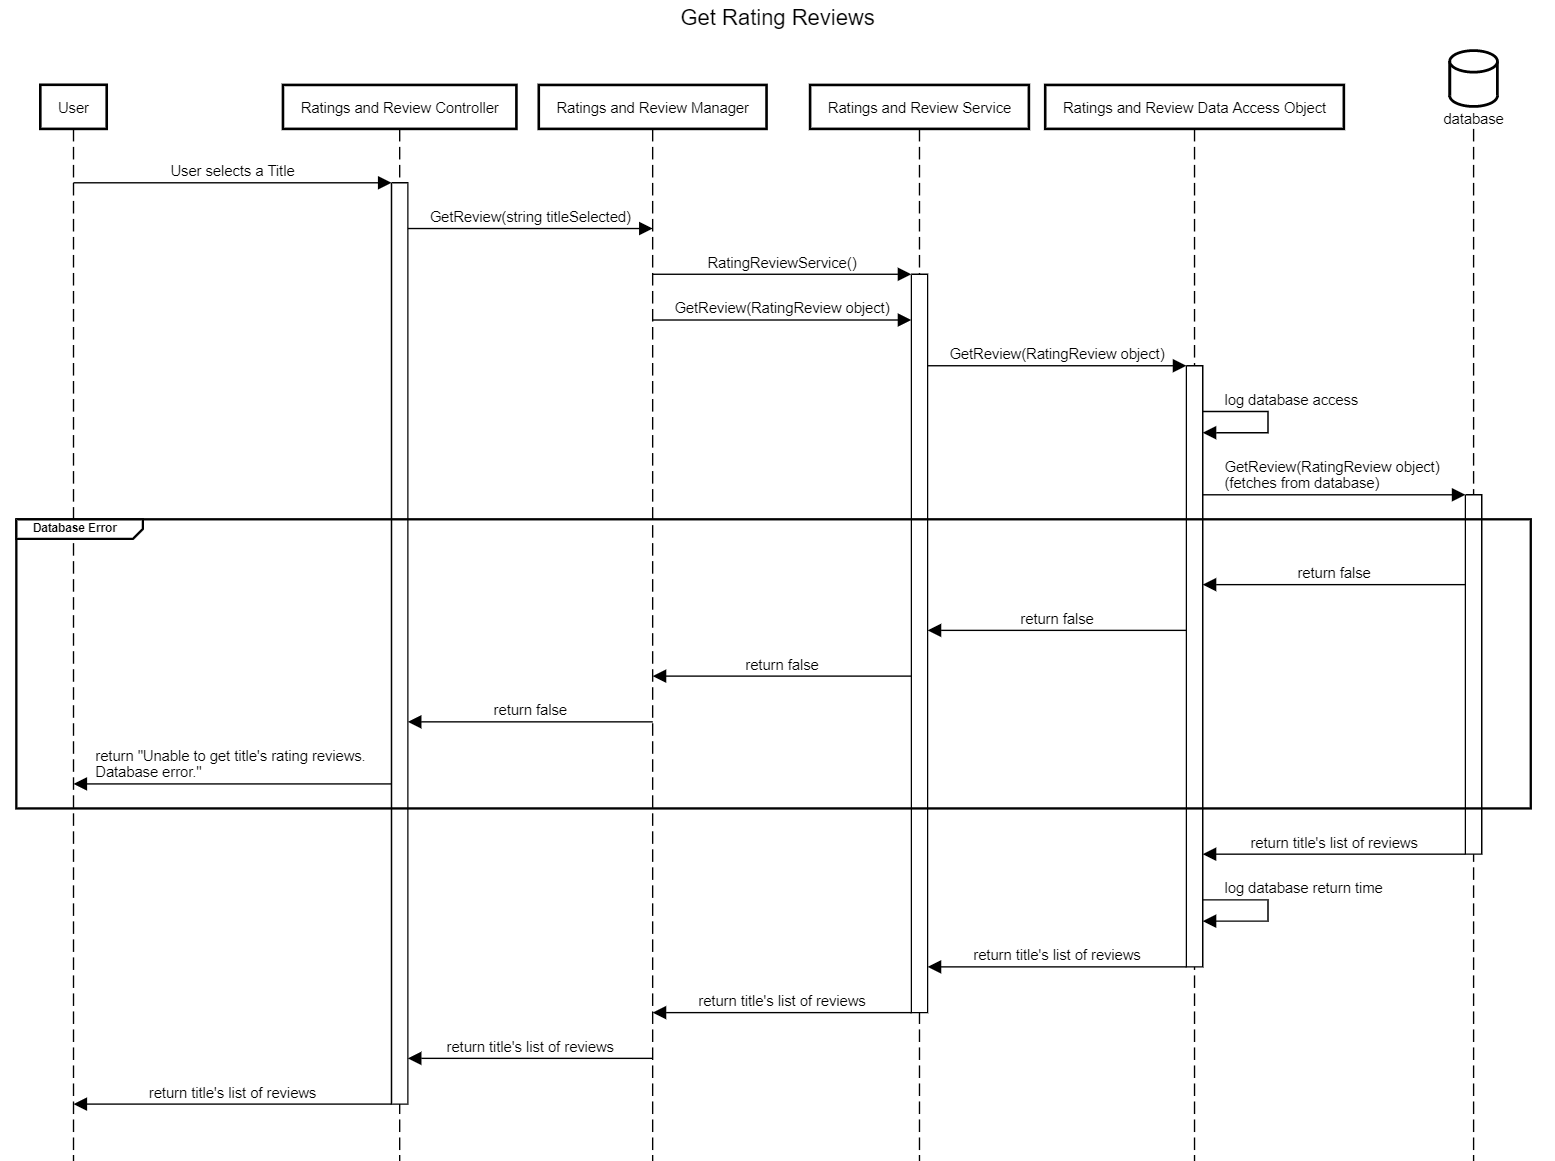 Get Rating Reviews
User
Ratings and Review Controller
Ratings and Review Manager
Ratings and Review Service
Ratings and Review Data Access Object
database
User selects a Title
GetReview(string titleSelected)
RatingReviewService()
GetReview(RatingReview object)
GetReview(RatingReview object)
log database access
GetReview(RatingReview object)
(fetches from database)
Database Error
return false
return false
return false
return false
return "Unable to get title's rating reviews.
Database error."
return title's list of reviews
log database return time
return title's list of reviews
return title's list of reviews
return title's list of reviews
return title's list of reviews